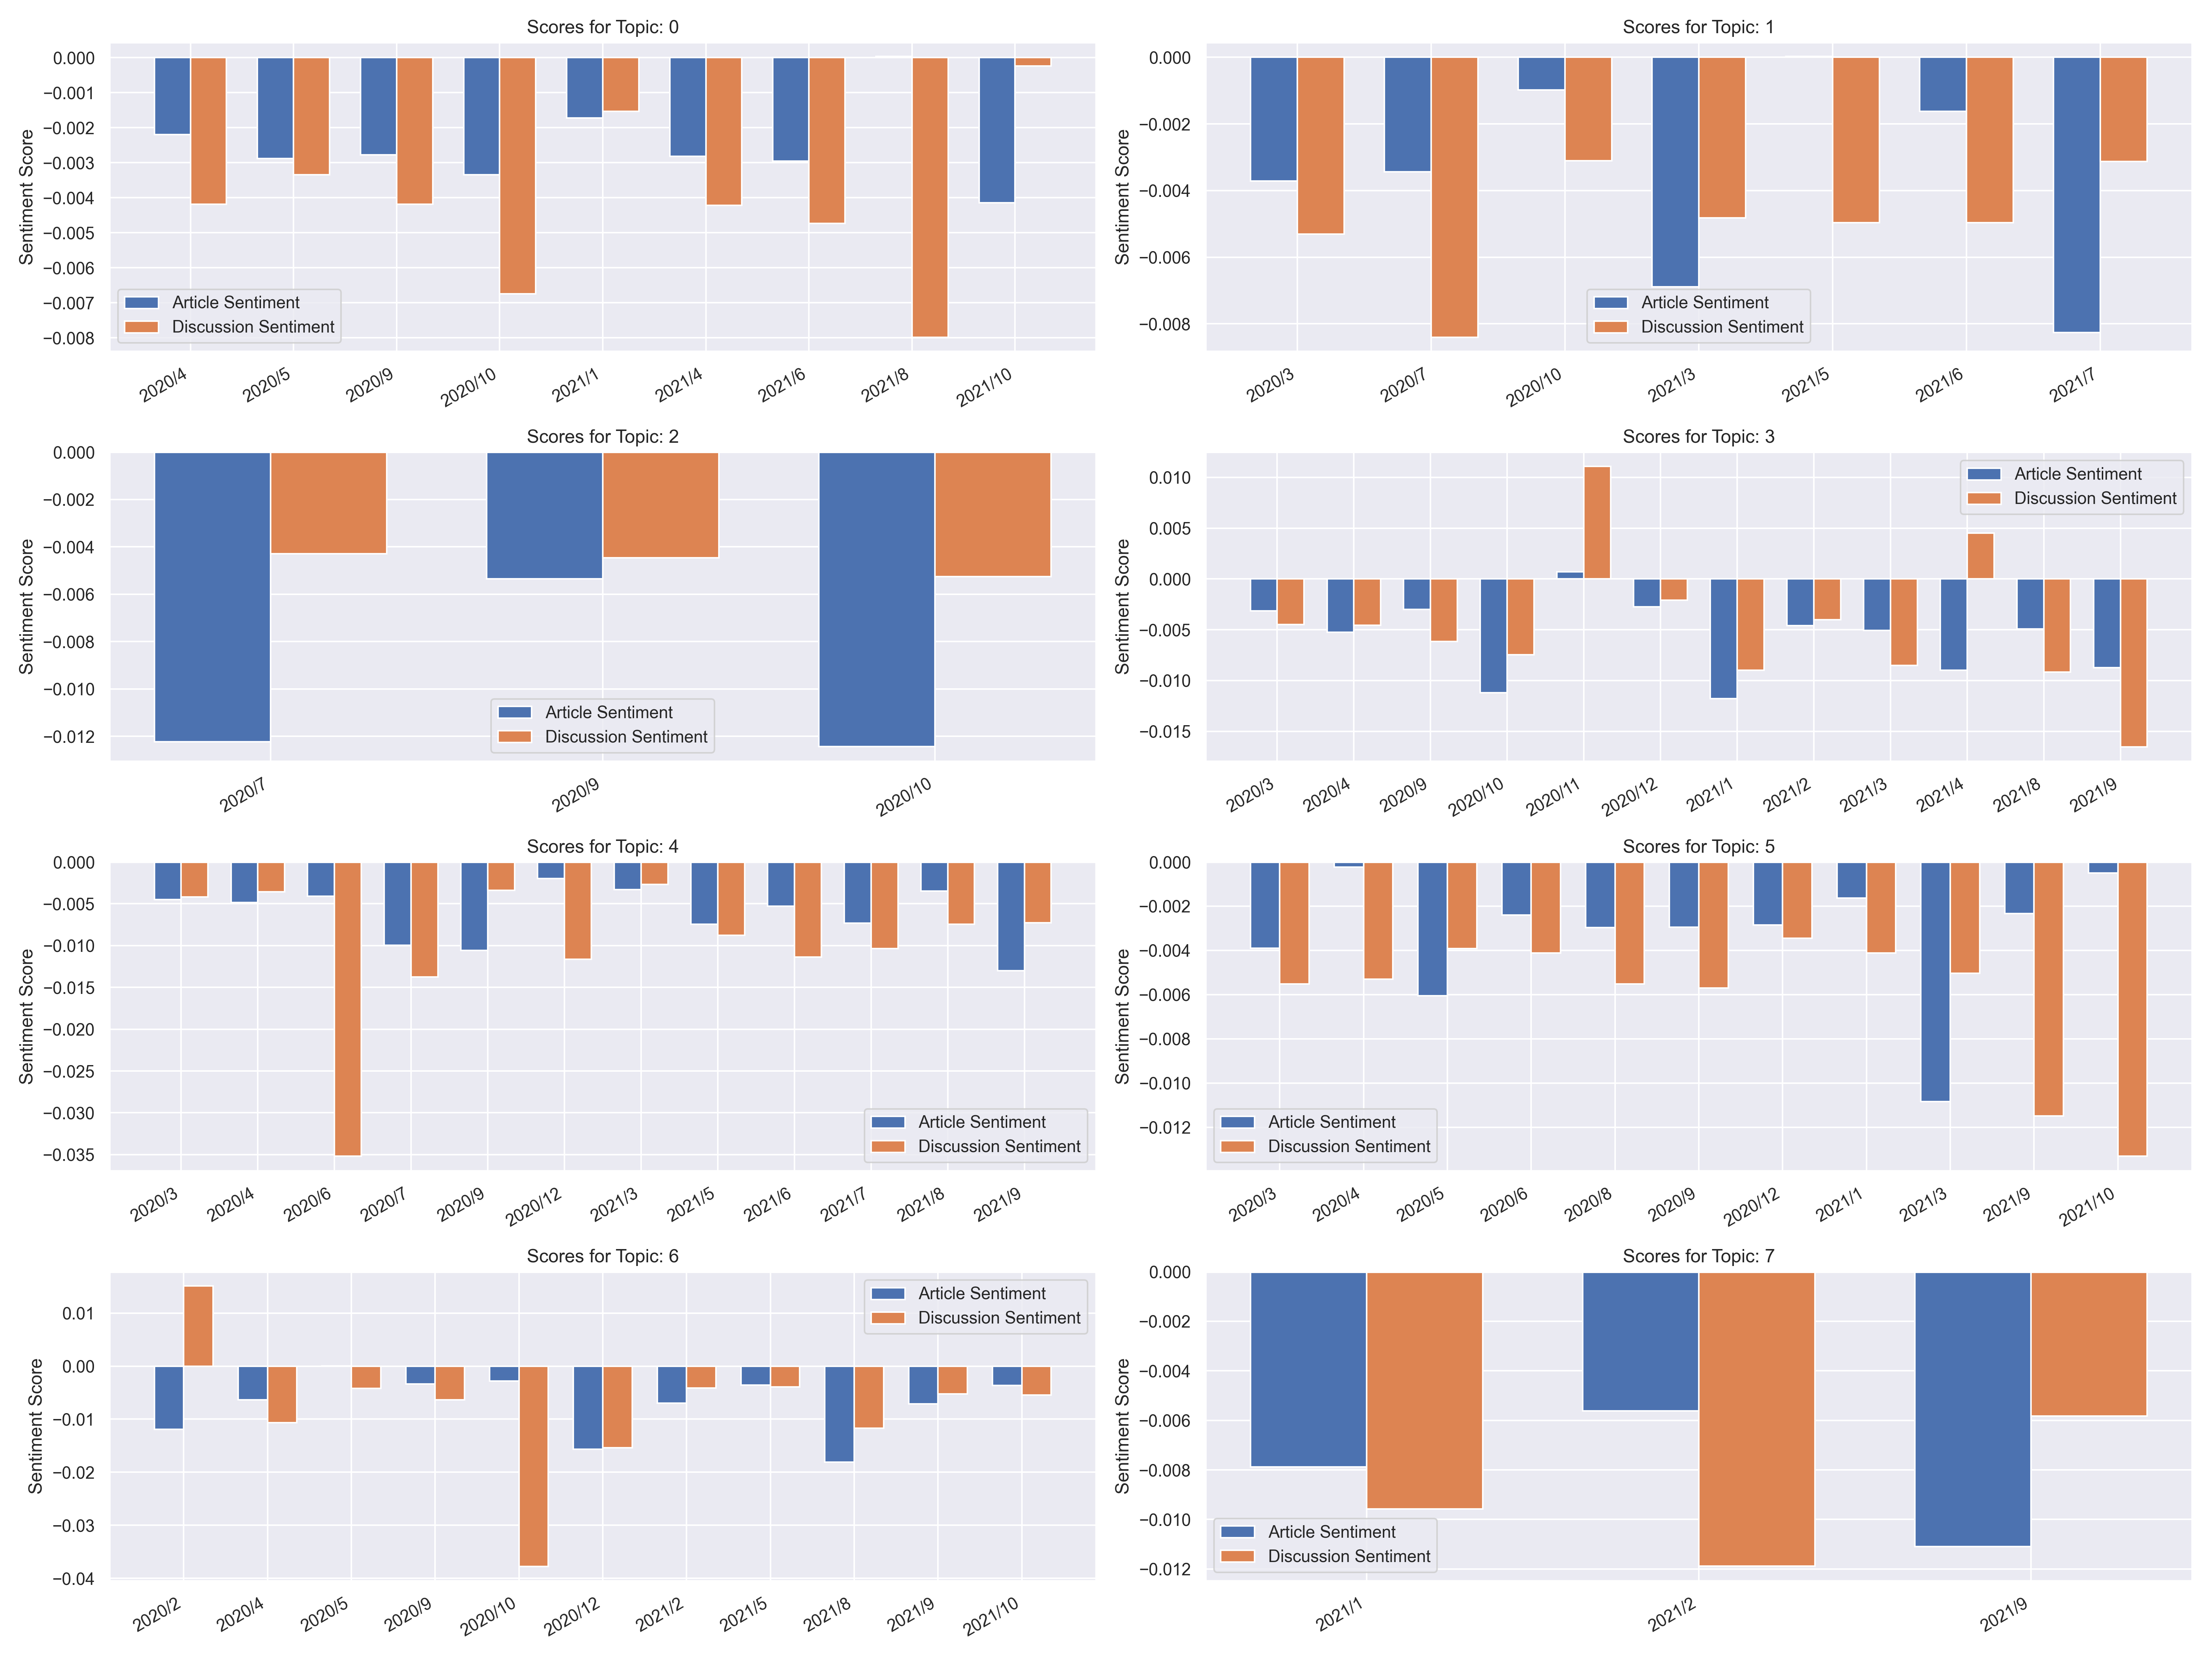 Scores for Topic: 0
Sentiment Score
0.000
−0.001
−0.002
−0.003
−0.004
−0.005
−0.006
−0.007
−0.008
Article Sentiment
Discussion Sentiment
2020/4 2020/5 2020/9 2020/10 2021/1 2021/4 2021/6 2021/8 2021/10
Scores for Topic: 1
Sentiment Score
0.000
−0.002
−0.004
−0.006
−0.008
Article Sentiment
Discussion Sentiment
2020/3 2020/7 2020/10 2021/3 2021/5 2021/6 2021/7
Scores for Topic: 2
Sentiment Score
0.000
−0.002
−0.004
−0.006
−0.008
−0.010
−0.012
Article Sentiment
Discussion Sentiment
2020/7 2020/9 2020/10
Scores for Topic: 3
Sentiment Score
0.010
0.005
0.000
−0.005
−0.010
−0.015
Article Sentiment
Discussion Sentiment
2020/3 2020/4 2020/9 2020/10 2020/11 2020/12 2021/1 2021/2 2021/3 2021/4 2021/8 2021/9
Scores for Topic: 4
Sentiment Score
0.000
−0.005
−0.010
−0.015
−0.020
−0.025
−0.030
−0.035
Article Sentiment
Discussion Sentiment
2020/3 2020/4 2020/6 2020/7 2020/9 2020/12 2021/3 2021/5 2021/6 2021/7 2021/8 2021/9
Scores for Topic: 5
Sentiment Score
0.000
−0.002
−0.004
−0.006
−0.008
−0.010
−0.012
Article Sentiment
Discussion Sentiment
2020/3 2020/4 2020/5 2020/6 2020/8 2020/9 2020/12 2021/1 2021/3 2021/9 2021/10
Scores for Topic: 6
Sentiment Score
0.01
0.00
−0.01
−0.02
−0.03
−0.04
Article Sentiment
Discussion Sentiment
2020/2 2020/4 2020/5 2020/9 2020/10 2020/12 2021/2 2021/5 2021/8 2021/9 2021/10
Scores for Topic: 7
Sentiment Score
0.000
−0.002
−0.004
−0.006
−0.008
−0.010
−0.012
Article Sentiment
Discussion Sentiment
2021/1 2021/2 2021/9